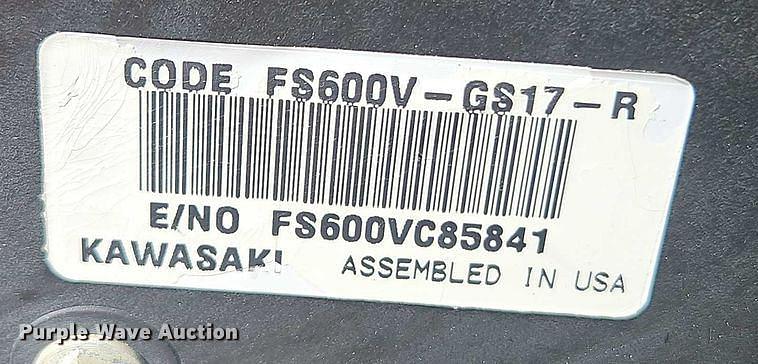 CODE FS600V-GS17-R
E/NO FS600VC85841
KAWASAKI ASSEMBLED IN USA
Purple Wave Auction